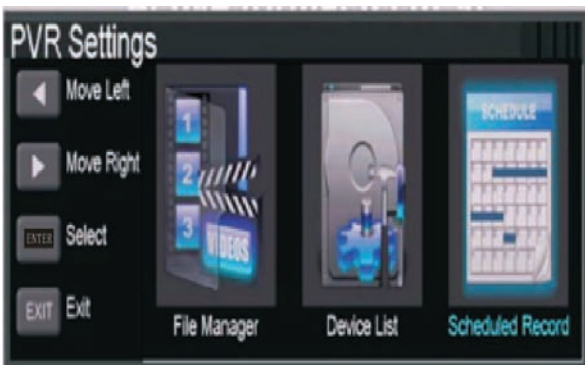 PVR Settings
Move Left
Move Right
ENTER Select
EXIT Exit
1
2
3
VIDEOS
File Manager
Device List
SCHEDULE
Scheduled Record